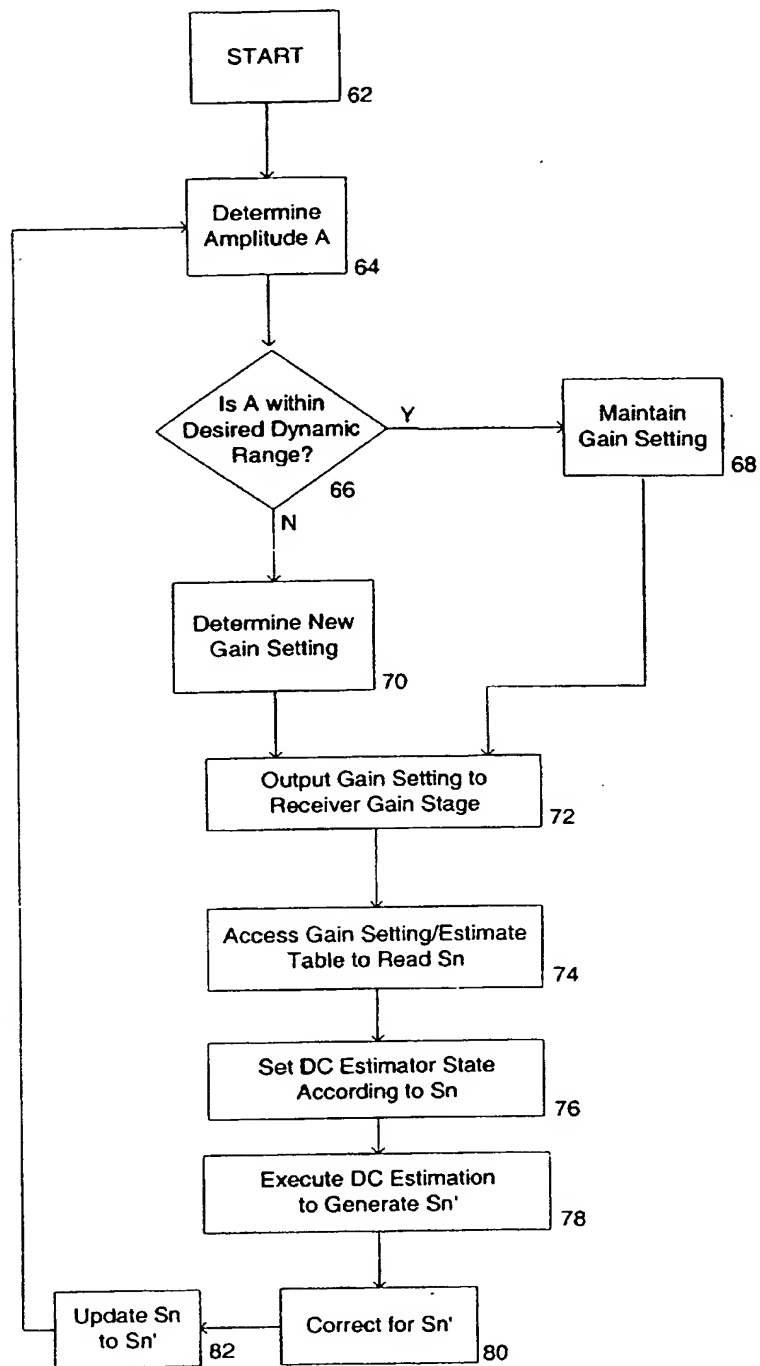 START
62
Determine
Amplitude A
64
Is A within
Desired Dynamic
Range?
66
Y
N
Maintain
Gain Setting
68
Determine New
Gain Setting
70
Output Gain Setting to
Receiver Gain Stage
72
Access Gain Setting/Estimate
Table to Read Sn
74
Set DC Estimator State
According to Sn
76
Execute DC Estimation
to Generate Sn'
78
Update Sn
to Sn'
82
Correct for Sn'
80